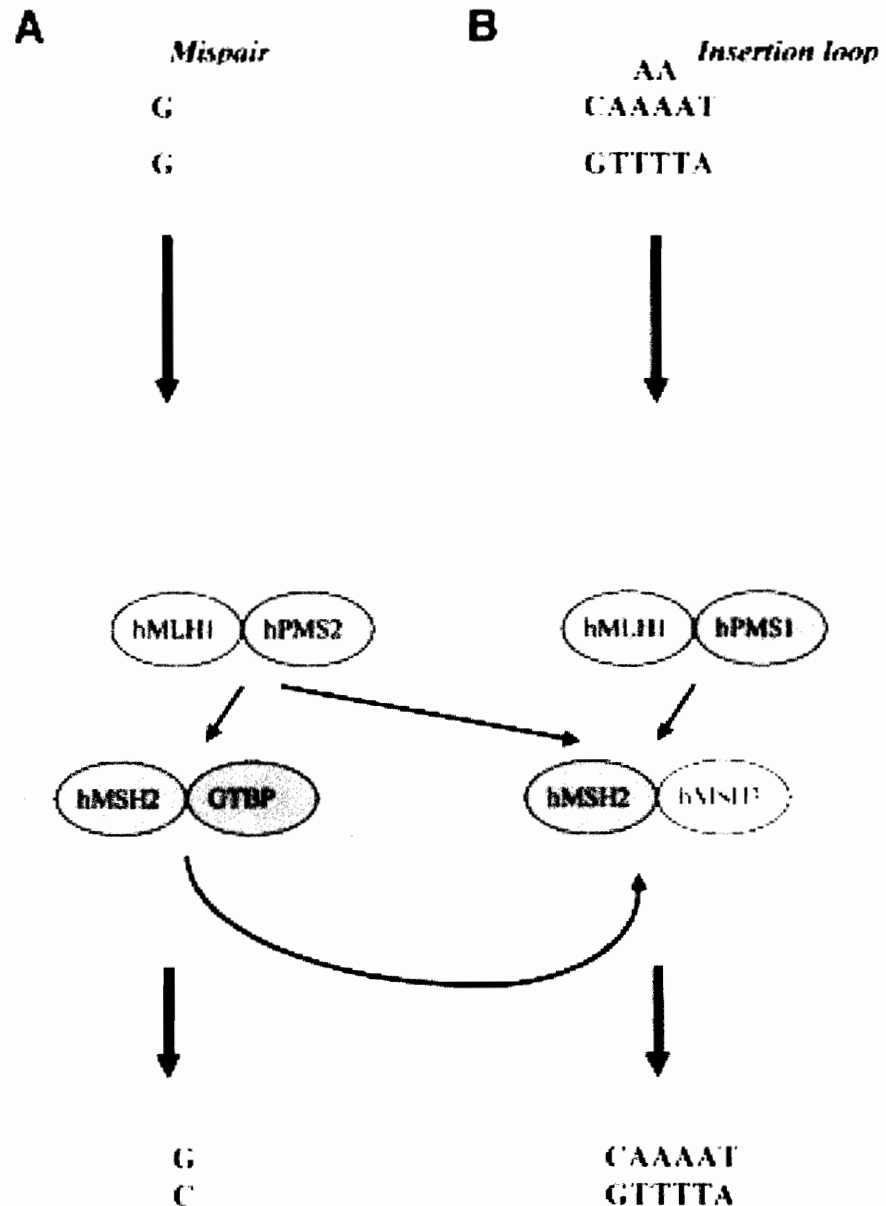 A
Mispair
G
G
hMLH1 hPMS2
hMSH2 GTBP
G
C
B
Insertion loop
AA
CAAAAT
GTTTTA
hMLH1 hPMS1
hMSH2
CAAAAT
GTTTTA